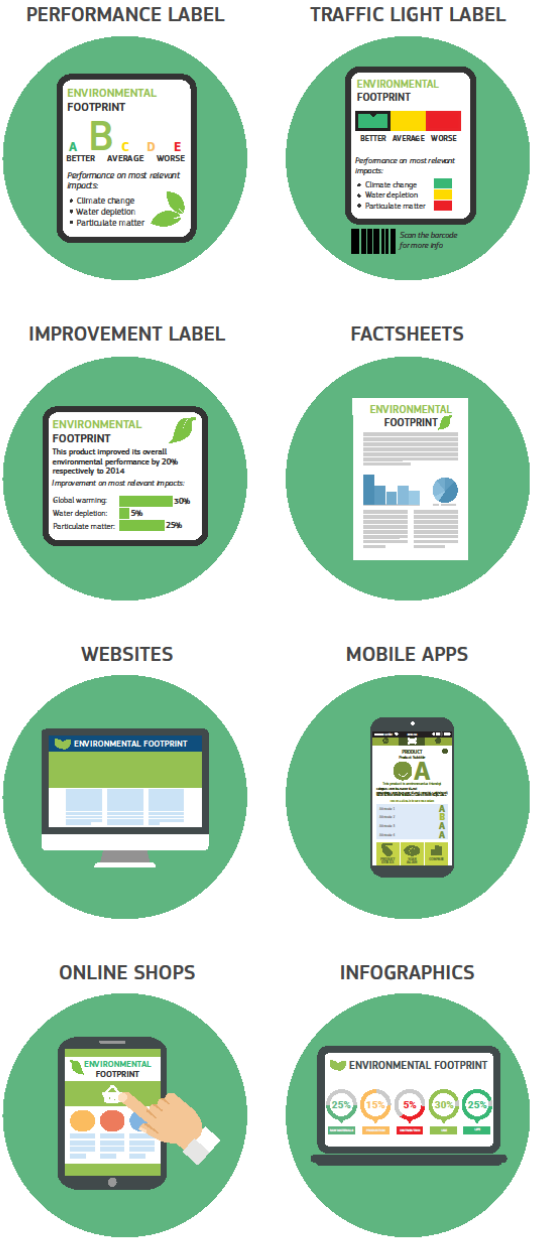 PERFORMANCE LABEL
ENVIRONMENTAL
FOOTPRINT
A B C D E
BETTER AVERAGE WORSE
Performance on most relevant
impacts:
• Climate change
• Water depletion
• Particulate matter
TRAFFIC LIGHT LABEL
ENVIRONMENTAL
FOOTPRINT
BETTER AVERAGE WORSE
Performance on most relevant
impacts:
• Climate change
• Water depletion
• Particulate matter
Scan the barcode
for more info
IMPROVEMENT LABEL
ENVIRONMENTAL
FOOTPRINT
This product improved its overall
environmental performance by 20%
respectively to 2014
Improvement on most relevant impacts:
Global warming: 30%
Water depletion: 5%
Particulate matter: 25%
FACTSHEETS
ENVIRONMENTAL
FOOTPRINT
WEBSITES
ENVIRONMENTAL FOOTPRINT
MOBILE APPS
PRODUCT
A
A
B
A
A
ONLINE SHOPS
ENVIRONMENTAL
FOOTPRINT
INFOGRAPHICS
ENVIRONMENTAL FOOTPRINT
25% 15% 5% 30% 25%